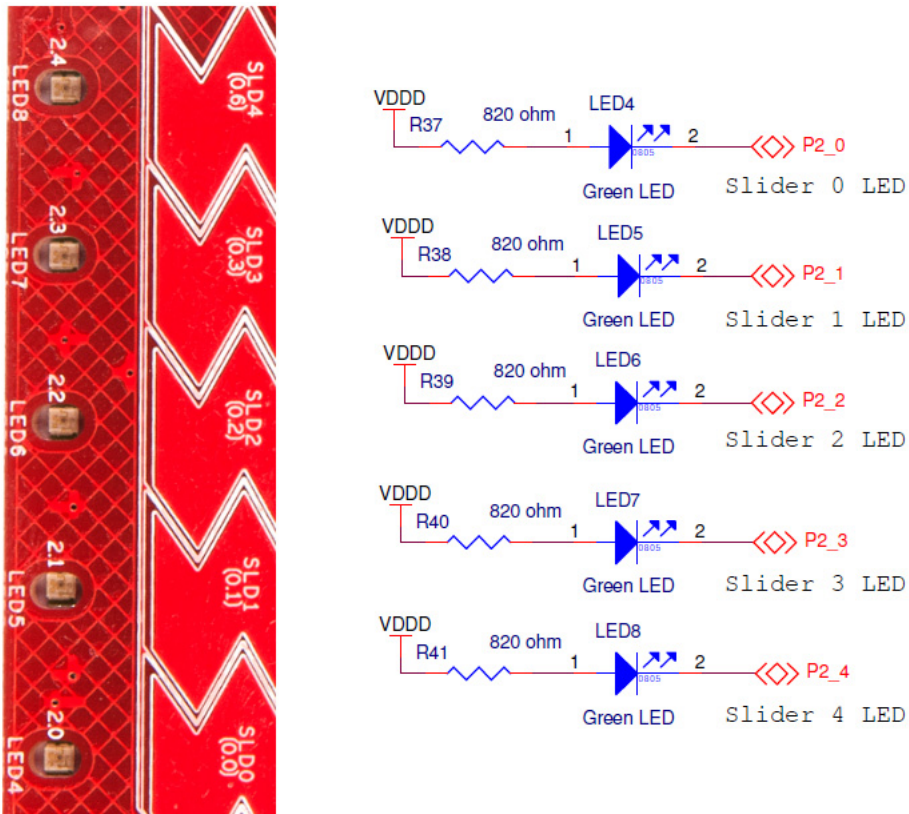 2.4
LED8
SLD4
(0.6)
2.3
LED7
SLD3
(0.3)
2.2
LED6
SLD2
(0.2)
2.1
LED5
SLD1
(0.1)
2.0
LED4
SLD0
(0.0)
VDDD
R37
820 ohm
LED4
1
2
0805
P2_0
Green LED
Slider 0 LED
VDDD
R38
820 ohm
LED5
1
2
0805
P2_1
Green LED
Slider 1 LED
VDDD
R39
820 ohm
LED6
1
2
0805
P2_2
Green LED
Slider 2 LED
VDDD
R40
820 ohm
LED7
1
2
0805
P2_3
Green LED
Slider 3 LED
VDDD
R41
820 ohm
LED8
1
2
0805
P2_4
Green LED
Slider 4 LED